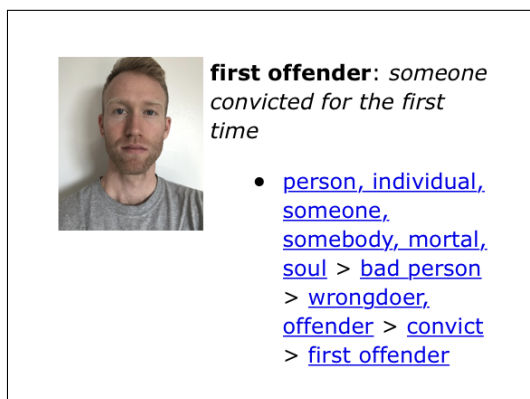 first offender: someone
convicted for the first
time
• person, individual,
someone,
somebody, mortal,
soul > bad person
> wrongdoer,
offender > convict
> first offender